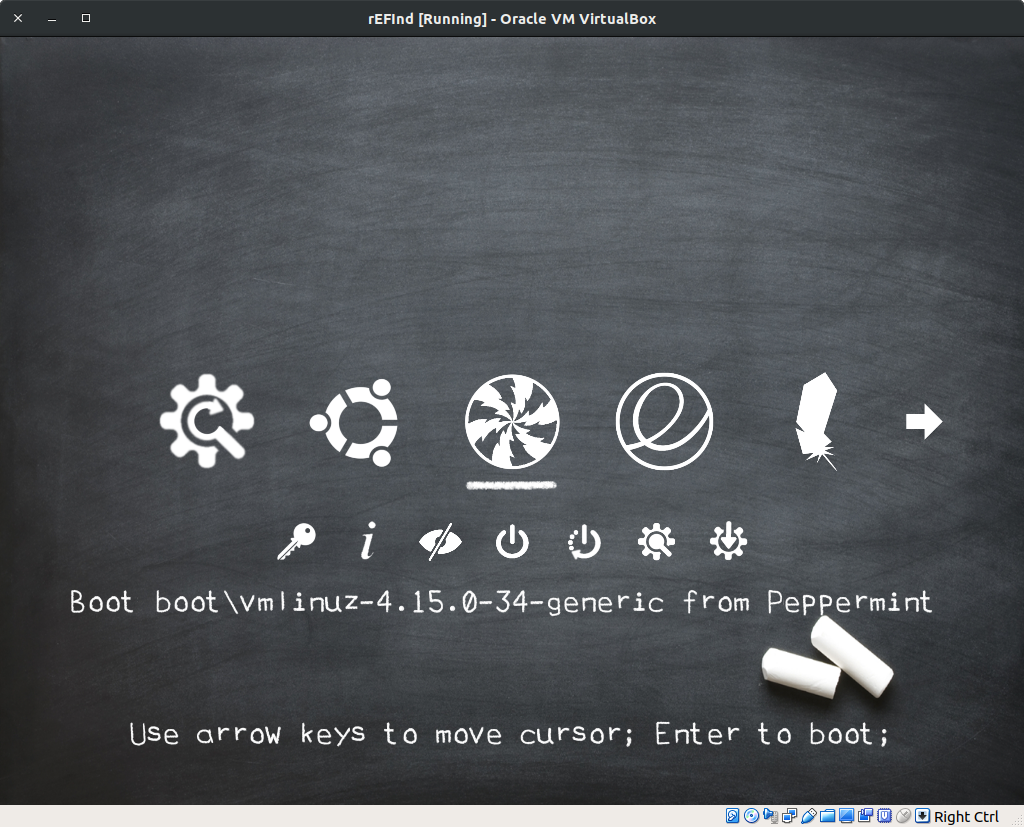 rEFInd [Running] - Oracle VM VirtualBox
Boot boot\vmlinuz-4.15.0-34-generic from Peppermint
Use arrow keys to move cursor; Enter to boot;
Right Ctrl